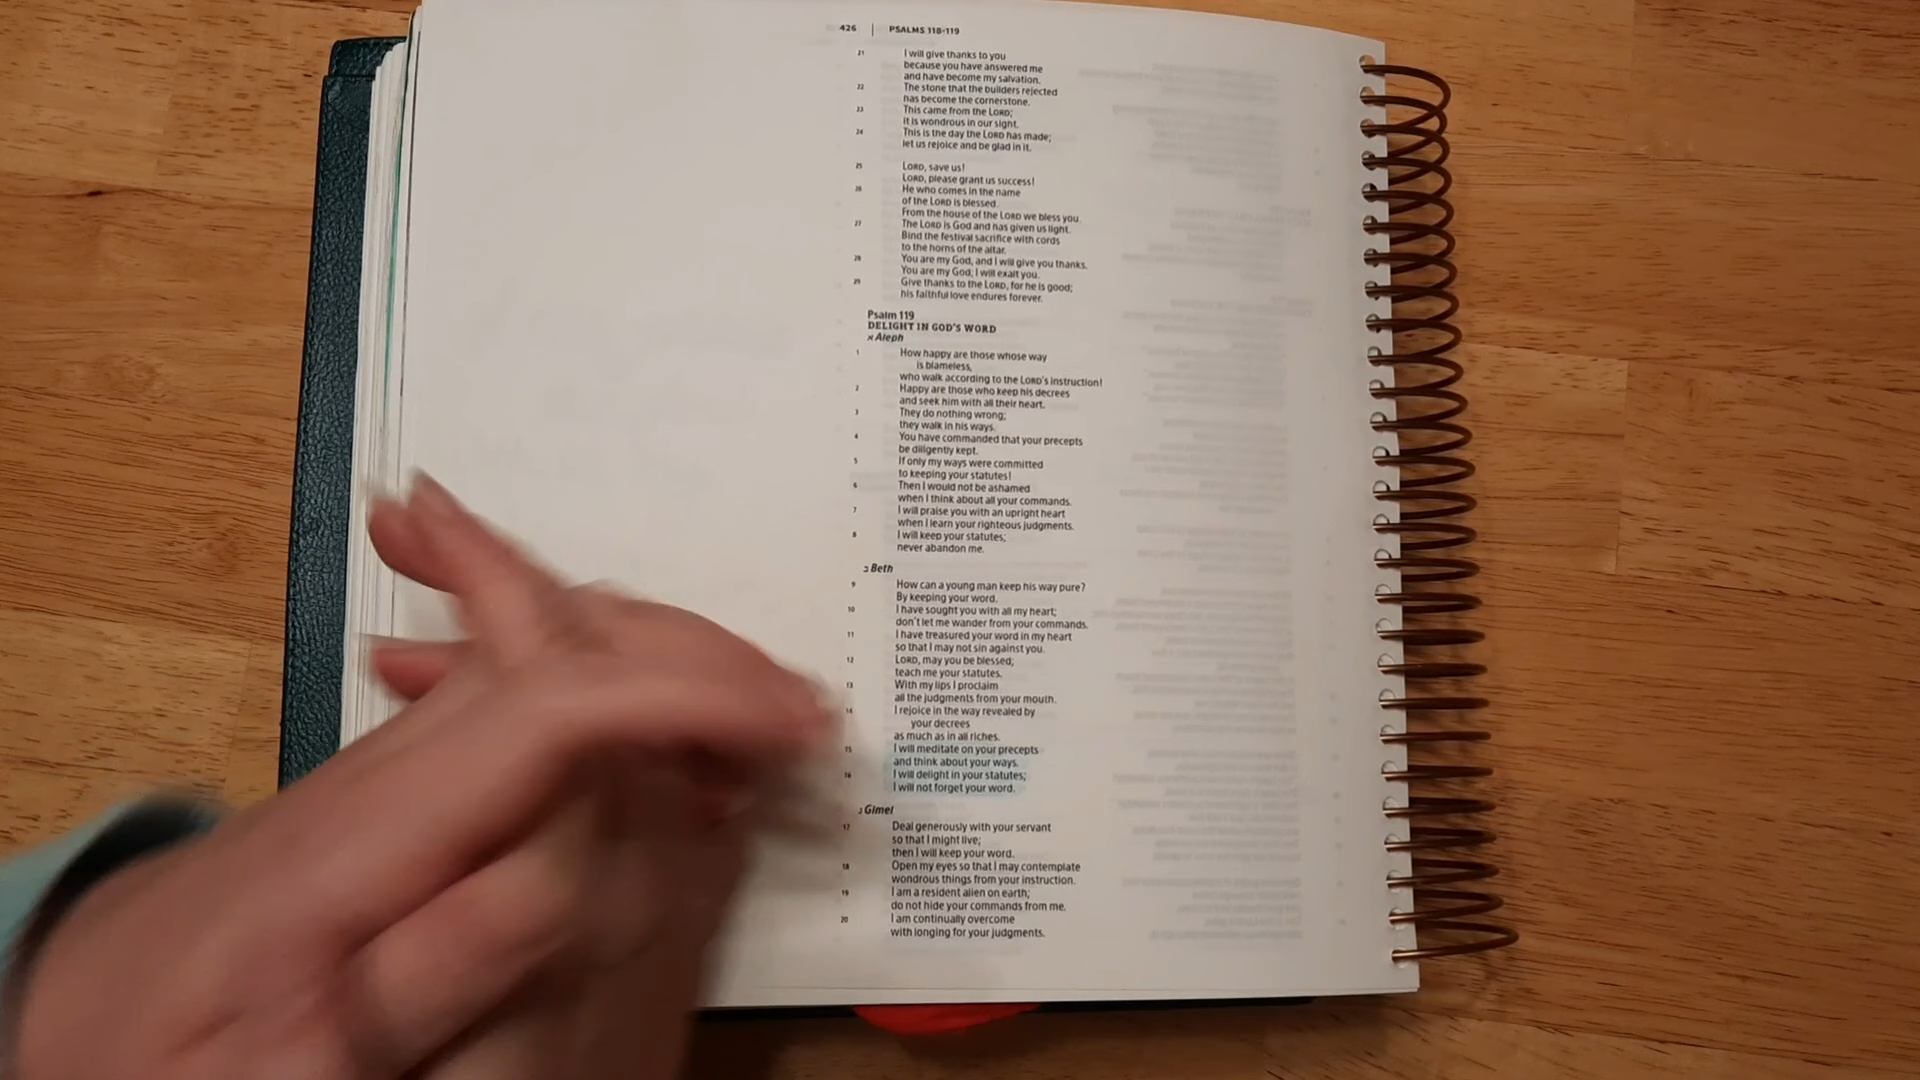 426 | PSALMS 118-119
21 I will give thanks to you
because you have answered me
and have become my salvation.
22 The stone that the builders rejected
has become the cornerstone.
23 This came from the LORD;
it is wondrous in our sight.
24 This is the day the LORD has made;
let us rejoice and be glad in it.
25 LORD, save us!
LORD, please grant us success!
26 He who comes in the name
of the LORD is blessed.
From the house of the LORD we bless you.
27 The LORD is God and has given us light.
Bind the festival sacrifice with cords
to the horns of the altar.
28 You are my God, and I will give you thanks.
You are my God; I will exalt you.
29 Give thanks to the LORD, for he is good;
his faithful love endures forever.
Psalm 119
DELIGHT IN GOD'S WORD
א Aleph
1 How happy are those whose way
is blameless,
who walk according to the LORD's instruction!
2 Happy are those who keep his decrees
and seek him with all their heart.
3 They do nothing wrong;
they walk in his ways.
4 You have commanded that your precepts
be diligently kept.
5 If only my ways were committed
to keeping your statutes!
6 Then I would not be ashamed
when I think about all your commands.
7 I will praise you with an upright heart
when I learn your righteous judgments.
8 I will keep your statutes;
never abandon me.
ב Beth
9 How can a young man keep his way pure?
By keeping your word.
10 I have sought you with all my heart;
don't let me wander from your commands.
11 I have treasured your word in my heart
so that I may not sin against you.
12 LORD, may you be blessed;
teach me your statutes.
13 With my lips I proclaim
all the judgments from your mouth.
14 I rejoice in the way revealed by
your decrees
as much as in all riches.
15 I will meditate on your precepts
and think about your ways.
16 I will delight in your statutes;
I will not forget your word.
ג Gimel
17 Deal generously with your servant
so that I might live;
then I will keep your word.
18 Open my eyes so that I may contemplate
wondrous things from your instruction.
19 I am a resident alien on earth;
do not hide your commands from me.
20 I am continually overcome
with longing for your judgments.